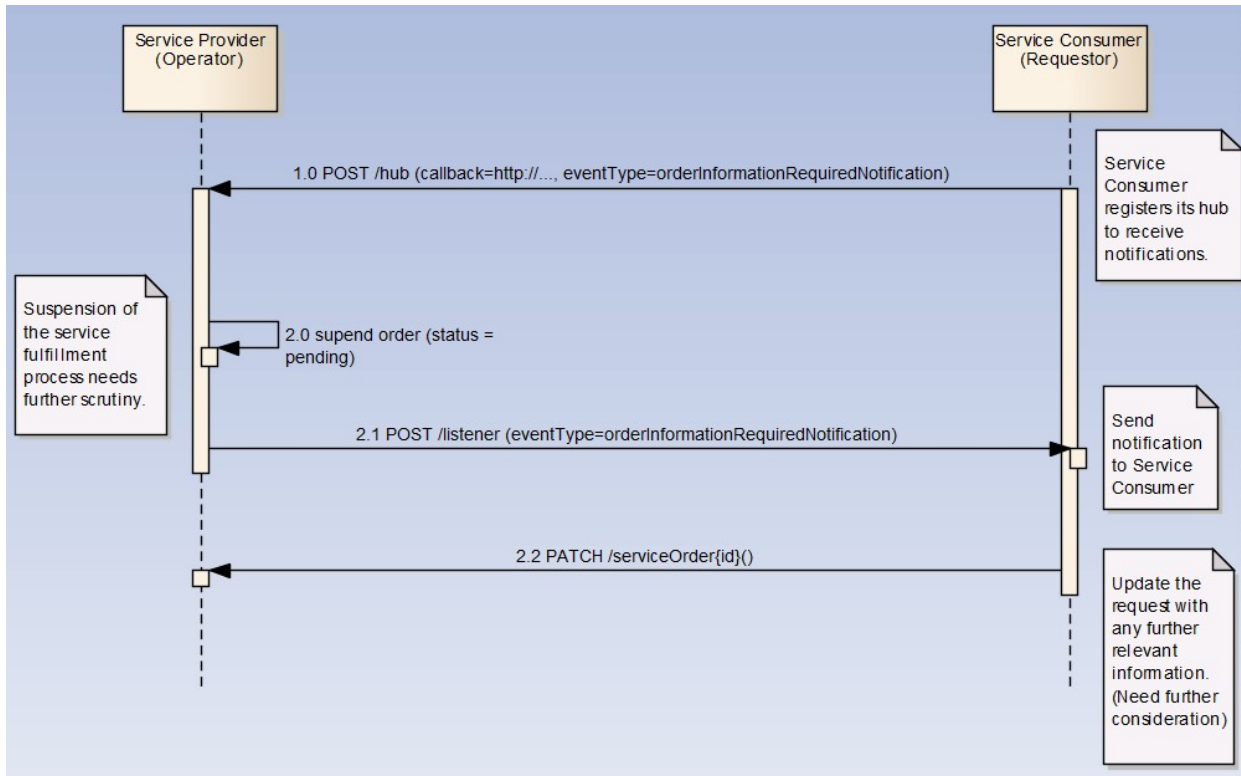 Service Provider
(Operator)
Service Consumer
(Requestor)
1.0 POST /hub (callback=http://..., eventType=orderInformationRequiredNotification)
Service
Consumer
registers its hub
to receive
notifications.
Suspension of
the service
fulfillment
process needs
further scrutiny.
2.0 supend order (status =
pending)
2.1 POST /listener (eventType=orderInformationRequiredNotification)
Send
notification
to Service
Consumer
2.2 PATCH /serviceOrder{id}()
Update the
request with
any further
relevant
information.
(Need further
consideration)